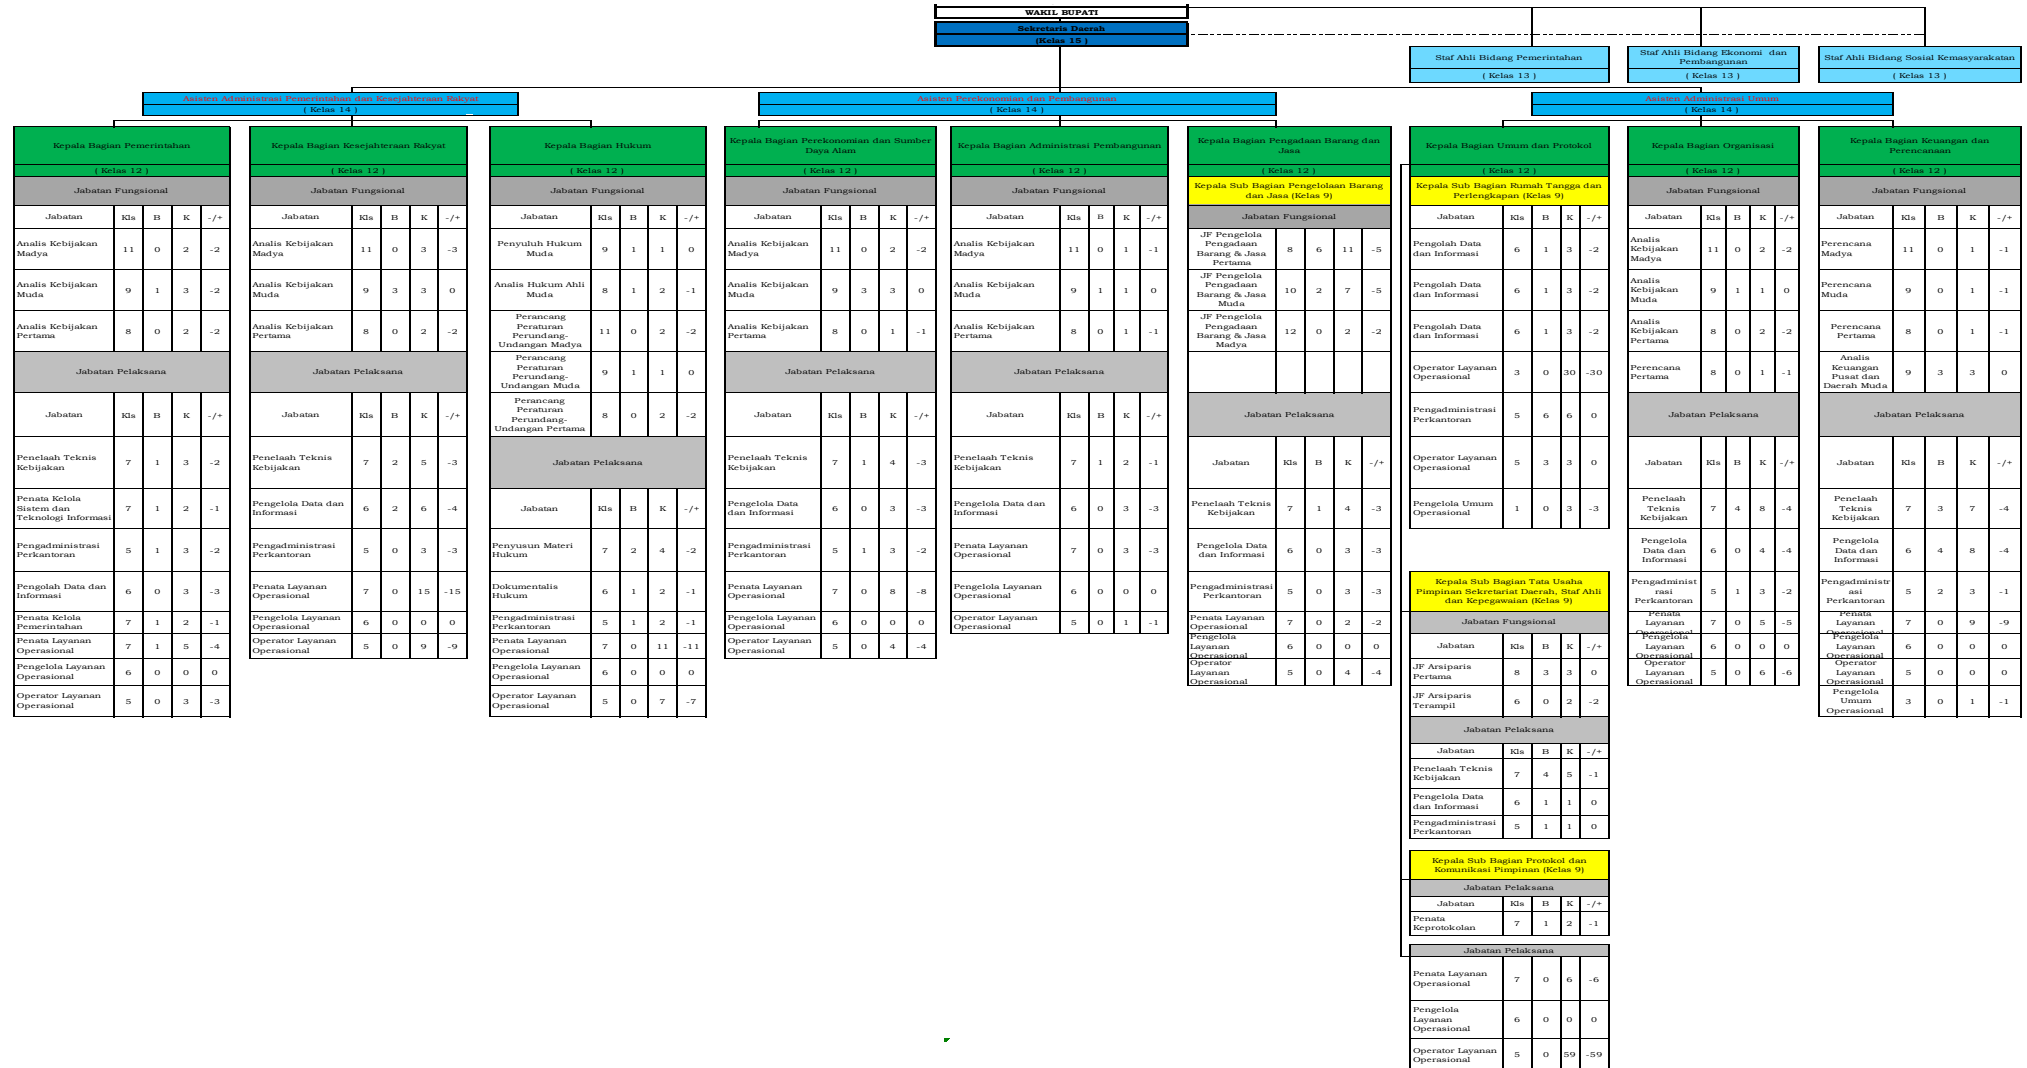 WAKIL BUPATI
Sekretaris Daerah
(Kelas 15 )
Staf Ahli Bidang Pemerintahan
( Kelas 13 )
Staf Ahli Bidang Ekonomi dan
Pembangunan
( Kelas 13 )
Staf Ahli Bidang Sosial Kemasyarakatan
( Kelas 13 )
Asisten Administrasi Pemerintahan dan Kesejahteraan Rakyat
( Kelas 14 )
Asisten Perekonomian dan Pembangunan
( Kelas 14 )
Asisten Administrasi Umum
( Kelas 14 )
Kepala Bagian Pemerintahan
( Kelas 12 )
Jabatan Fungsional
Jabatan Kls B K -/+
Analis Kebijakan
Madya 11 0 2 -2
Analis Kebijakan
Muda 9 1 3 -2
Analis Kebijakan
Pertama 8 0 2 -2
Jabatan Pelaksana
Jabatan Kls B K -/+
Penelaah Teknis
Kebijakan 7 1 3 -2
Penata Kelola
Sistem dan
Teknologi Informasi 7 1 2 -1
Pengadministrasi
Perkantoran 5 1 3 -2
Pengolah Data dan
Informasi 6 0 3 -3
Penata Kelola
Pemerintahan 7 1 2 -1
Penata Layanan
Operasional 7 1 5 -4
Pengelola Layanan
Operasional 6 0 0 0
Operator Layanan
Operasional 5 0 3 -3
Kepala Bagian Kesejahteraan Rakyat
( Kelas 12 )
Jabatan Fungsional
Jabatan Kls B K -/+
Analis Kebijakan
Madya 11 0 3 -3
Analis Kebijakan
Muda 9 3 3 0
Analis Kebijakan
Pertama 8 0 2 -2
Jabatan Pelaksana
Jabatan Kls B K -/+
Penelaah Teknis
Kebijakan 7 2 5 -3
Pengelola Data dan
Informasi 6 2 6 -4
Pengadministrasi
Perkantoran 5 0 3 -3
Penata Layanan
Operasional 7 0 15 -15
Pengelola Layanan
Operasional 6 0 0 0
Operator Layanan
Operasional 5 0 9 -9
Kepala Bagian Hukum
( Kelas 12 )
Jabatan Fungsional
Jabatan Kls B K -/+
Penyuluh Hukum
Muda 9 1 1 0
Analis Hukum Ahli
Muda 8 1 2 -1
Perancang
Peraturan
Perundang-
Undangan Madya 11 0 2 -2
Perancang
Peraturan
Perundang-
Undangan Muda 9 1 1 0
Perancang
Peraturan
Perundang-
Undangan Pertama 8 0 2 -2
Jabatan Pelaksana
Jabatan Kls B K -/+
Penyusun Materi
Hukum 7 2 4 -2
Dokumentalis
Hukum 6 1 2 -1
Pengadministrasi
Perkantoran 5 1 2 -1
Penata Layanan
Operasional 7 0 11 -11
Pengelola Layanan
Operasional 6 0 0 0
Operator Layanan
Operasional 5 0 7 -7
Kepala Bagian Perekonomian dan Sumber
Daya Alam
( Kelas 12 )
Jabatan Fungsional
Jabatan Kls B K -/+
Analis Kebijakan
Madya 11 0 2 -2
Analis Kebijakan
Muda 9 3 3 0
Analis Kebijakan
Pertama 8 0 1 -1
Jabatan Pelaksana
Jabatan Kls B K -/+
Penelaah Teknis
Kebijakan 7 1 4 -3
Pengelola Data
dan Informasi 6 0 3 -3
Pengadministrasi
Perkantoran 5 1 3 -2
Penata Layanan
Operasional 7 0 8 -8
Pengelola Layanan
Operasional 6 0 0 0
Operator Layanan
Operasional 5 0 4 -4
Kepala Bagian Administrasi Pembangunan
( Kelas 12 )
Jabatan Fungsional
Jabatan Kls B K -/+
Analis Kebijakan
Madya 11 0 1 -1
Analis Kebijakan
Muda 9 1 1 0
Analis Kebijakan
Pertama 8 0 1 -1
Jabatan Pelaksana
Jabatan Kls B K -/+
Penelaah Teknis
Kebijakan 7 1 2 -1
Pengelola Data dan
Informasi 6 0 3 -3
Penata Layanan
Operasional 7 0 3 -3
Pengelola Layanan
Operasional 6 0 0 0
Operator Layanan
Operasional 5 0 1 -1
Kepala Bagian Pengadaan Barang dan
Jasa
( Kelas 12 )
Kepala Sub Bagian Pengelolaan Barang
dan Jasa (Kelas 9)
Jabatan Fungsional
JF Pengelola
Pengadaan
Barang & Jasa
Pertama 8 6 11 -5
JF Pengelola
Pengadaan
Barang & Jasa
Muda 10 2 7 -5
JF Pengelola
Pengadaan
Barang & Jasa
Madya 12 0 2 -2
Jabatan Pelaksana
Jabatan Kls B K -/+
Penelaah Teknis
Kebijakan 7 1 4 -3
Pengelola Data
dan Informasi 6 0 3 -3
Pengadministrasi
Perkantoran 5 0 3 -3
Penata Layanan
Operasional 7 0 2 -2
Pengelola
Layanan
Operasional 6 0 0 0
Operator
Layanan
Operasional 5 0 4 -4
Kepala Bagian Umum dan Protokol
( Kelas 12 )
Kepala Sub Bagian Rumah Tangga dan
Perlengkapan (Kelas 9)
Jabatan Kls B K -/+
Pengolah Data
dan Informasi 6 1 3 -2
Pengolah Data
dan Informasi 6 1 3 -2
Pengolah Data
dan Informasi 6 1 3 -2
Operator Layanan
Operasional 3 0 30 -30
Pengadministrasi
Perkantoran 5 6 6 0
Operator Layanan
Operasional 5 3 3 0
Pengelola Umum
Operasional 1 0 3 -3
Kepala Sub Bagian Tata Usaha
Pimpinan Sekretariat Daerah, Staf Ahli
dan Kepegawaian (Kelas 9)
Jabatan Fungsional
Jabatan Kls B K -/+
JF Arsiparis
Pertama 8 3 3 0
JF Arsiparis
Terampil 6 0 2 -2
Jabatan Pelaksana
Jabatan Kls B K -/+
Penelaah Teknis
Kebijakan 7 4 5 -1
Pengelola Data
dan Informasi 6 1 1 0
Pengadministrasi
Perkantoran 5 1 1 0
Kepala Sub Bagian Protokol dan
Komunikasi Pimpinan (Kelas 9)
Jabatan Pelaksana
Jabatan Kls B K -/+
Penata
Keprotokolan 7 1 2 -1
Jabatan Pelaksana
Penata Layanan
Operasional 7 0 6 -6
Pengelola
Layanan
Operasional 6 0 0 0
Operator Layanan
Operasional 5 0 59 -59
Kepala Bagian Organisasi
( Kelas 12 )
Jabatan Fungsional
Jabatan Kls B K -/+
Analis
Kebijakan
Madya 11 0 2 -2
Analis
Kebijakan
Muda 9 1 1 0
Analis
Kebijakan
Pertama 8 0 2 -2
Perencana
Pertama 8 0 1 -1
Jabatan Pelaksana
Jabatan Kls B K -/+
Penelaah
Teknis
Kebijakan 7 4 8 -4
Pengelola
Data dan
Informasi 6 0 4 -4
Pengadminist
rasi
Perkantoran 5 1 3 -2
Penata
Layanan
Operasional 7 0 5 -5
Pengelola
Layanan
Operasional 6 0 0 0
Operator
Layanan
Operasional 5 0 6 -6
Kepala Bagian Keuangan dan
Perencanaan
( Kelas 12 )
Jabatan Fungsional
Jabatan Kls B K -/+
Perencana
Madya 11 0 1 -1
Perencana
Muda 9 0 1 -1
Perencana
Pertama 8 0 1 -1
Analis
Keuangan
Pusat dan
Daerah Muda 9 3 3 0
Jabatan Pelaksana
Jabatan Kls B K -/+
Penelaah
Teknis
Kebijakan 7 3 7 -4
Pengelola
Data dan
Informasi 6 4 8 -4
Pengadministr
asi
Perkantoran 5 2 3 -1
Penata
Layanan
Operasional 7 0 9 -9
Pengelola
Layanan
Operasional 6 0 0 0
Operator
Layanan
Operasional 5 0 0 0
Pengelola
Umum
Operasional 3 0 1 -1